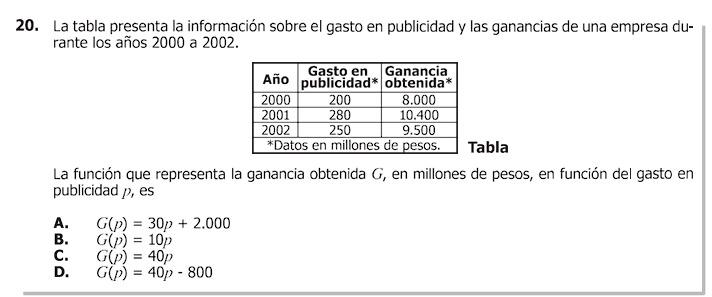 20. La tabla presenta la información sobre el gasto en publicidad y las ganancias de una empresa du-
rante los años 2000 a 2002.
Año Gasto en publicidad* Ganancia obtenida*
2000 200 8.000
2001 280 10.400
2002 250 9.500
*Datos en millones de pesos.
Tabla
La función que representa la ganancia obtenida G, en millones de pesos, en función del gasto en
publicidad p, es
A. G(p) = 30p + 2.000
B. G(p) = 10p
C. G(p) = 40p
D. G(p) = 40p - 800